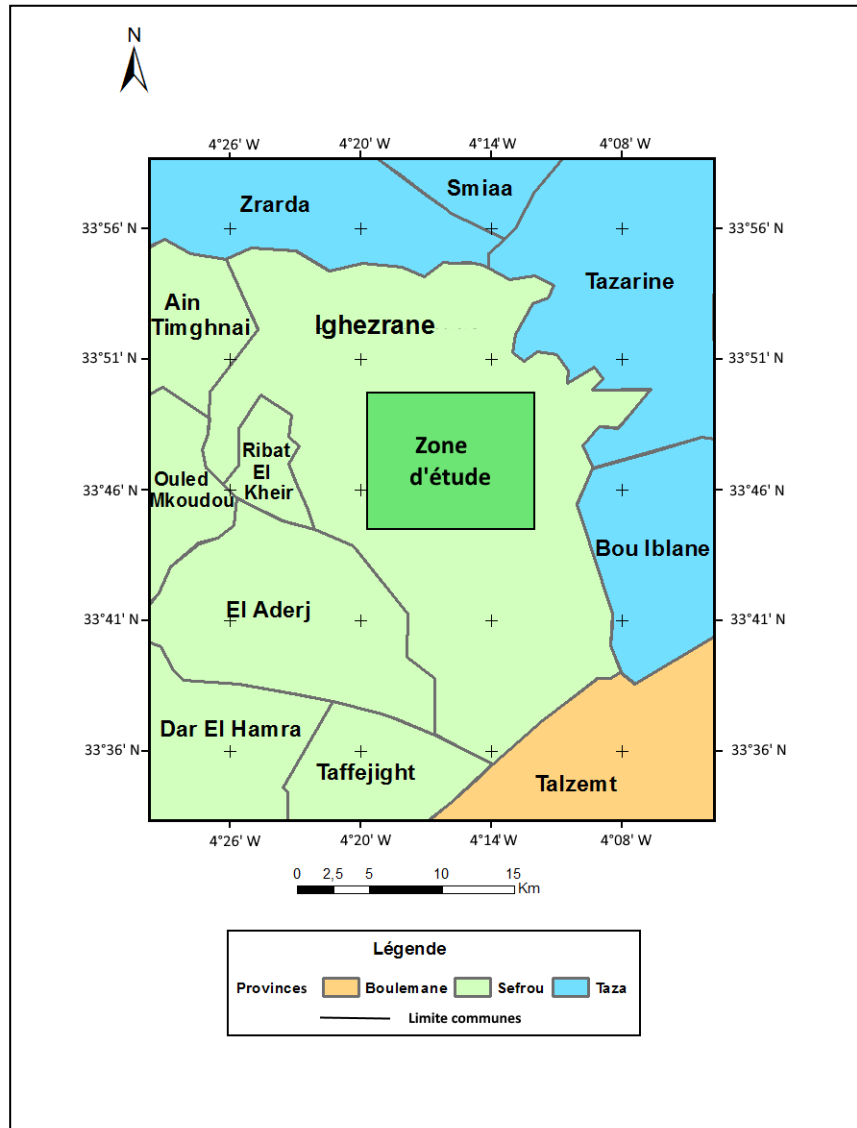 N
4°26' W 4°20' W 4°14' W 4°08' W
Smiaa
Zrarda
33°56' N 33°56' N
Tazarine
Ain
Timghnai
Ighezrane
33°51' N 33°51' N
Zone
d'étude
Ribat
El
Kheir
Ouled
Mkoudou
33°46' N 33°46' N
Bou Iblane
El Aderj
33°41' N 33°41' N
Dar El Hamra
33°36' N 33°36' N
Taffejight
Talzemt
4°26' W 4°20' W 4°14' W 4°08' W
0 2,5 5 10 15
Km
Légende
Provinces Boulemane Sefrou Taza
Limite communes